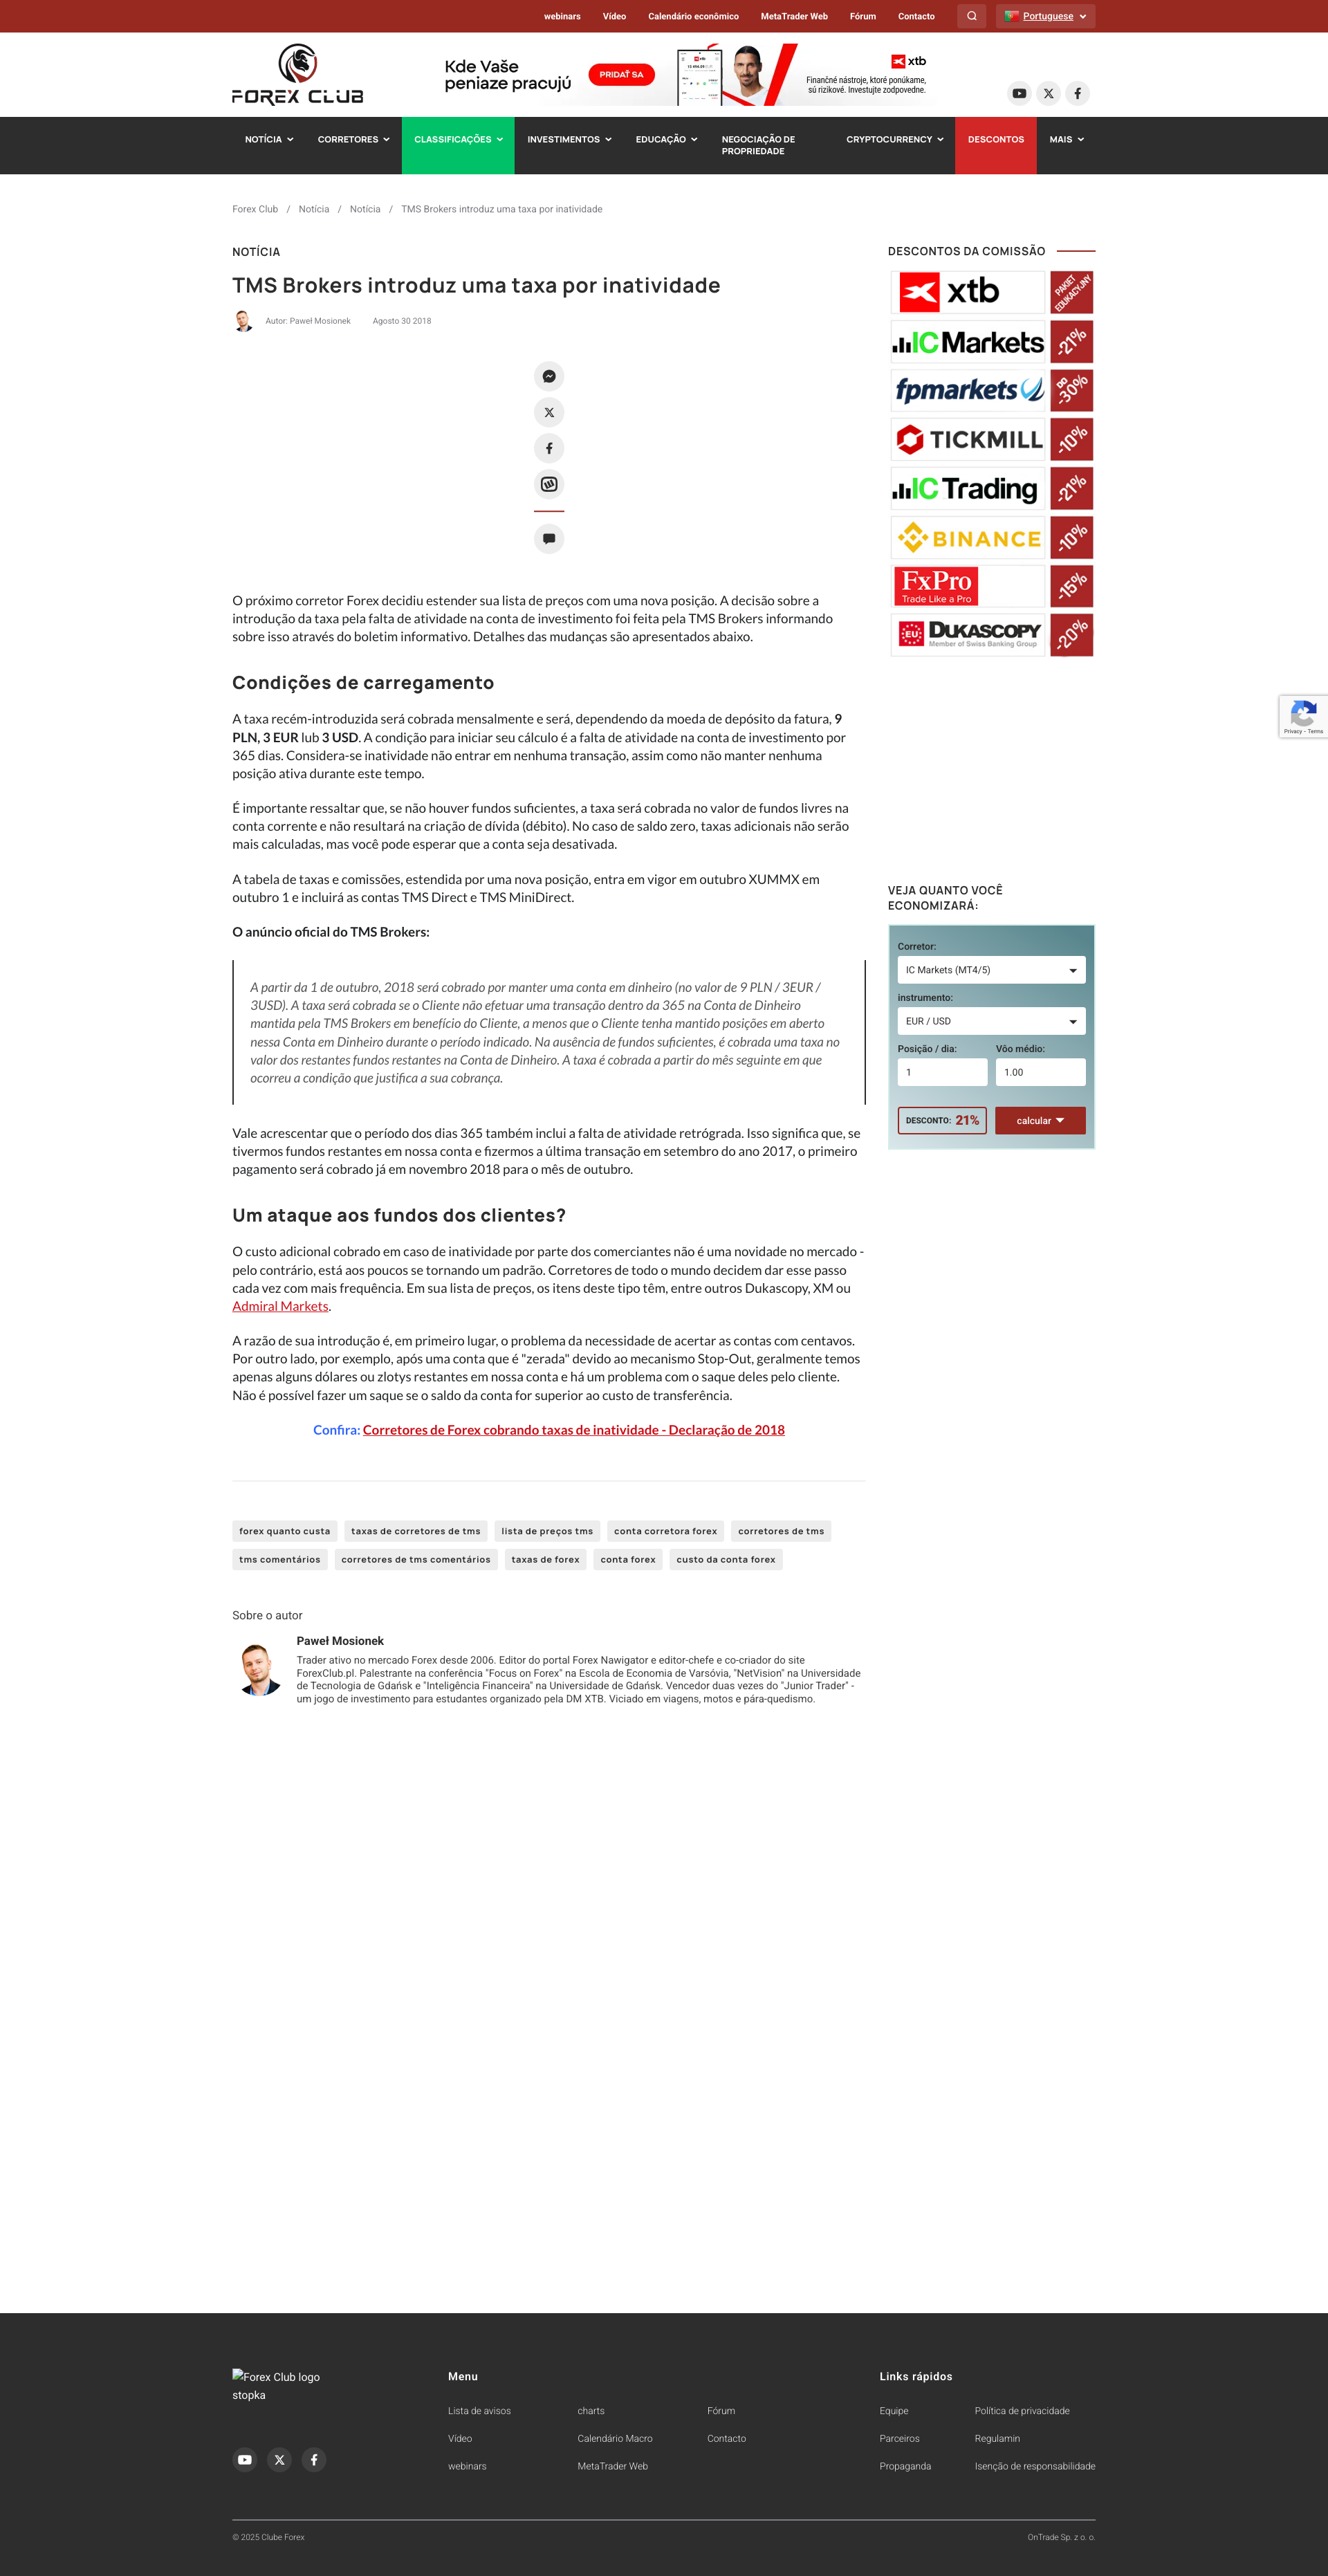 webinars Vídeo Calendário econômico MetaTrader Web Fórum Contacto Portuguese
FOREX CLUB
Kde Vaše
peniaze pracujú
PRIDAŤ SA
xtb
Finančné nástroje, ktoré ponúkame,
sú rizikové. Investujte zodpovedne.
NOTÍCIA CORRETORES CLASSIFICAÇÕES INVESTIMENTOS EDUCAÇÃO NEGOCIAÇÃO DE PROPRIEDADE CRYPTOCURRENCY DESCONTOS MAIS
Forex Club / Notícia / Notícia / TMS Brokers introduz uma taxa por inatividade
NOTÍCIA
TMS Brokers introduz uma taxa por inatividade
Autor: Paweł Mosionek Agosto 30 2018
O próximo corretor Forex decidiu estender sua lista de preços com uma nova posição. A decisão sobre a
introdução da taxa pela falta de atividade na conta de investimento foi feita pela TMS Brokers informando
sobre isso através do boletim informativo. Detalhes das mudanças são apresentados abaixo.
Condições de carregamento
A taxa recém-introduzida será cobrada mensalmente e será, dependendo da moeda de depósito da fatura, 9
PLN, 3 EUR lub 3 USD. A condição para iniciar seu cálculo é a falta de atividade na conta de investimento por
365 dias. Considera-se inatividade não entrar em nenhuma transação, assim como não manter nenhuma
posição ativa durante este tempo.
É importante ressaltar que, se não houver fundos suficientes, a taxa será cobrada no valor de fundos livres na
conta corrente e não resultará na criação de dívida (débito). No caso de saldo zero, taxas adicionais não serão
mais calculadas, mas você pode esperar que a conta seja desativada.
A tabela de taxas e comissões, estendida por uma nova posição, entra em vigor em outubro XUMMX em
outubro 1 e incluirá as contas TMS Direct e TMS MiniDirect.
O anúncio oficial do TMS Brokers:
A partir da 1 de outubro, 2018 será cobrado por manter uma conta em dinheiro (no valor de 9 PLN / 3EUR /
3USD). A taxa será cobrada se o Cliente não efetuar uma transação dentro da 365 na Conta de Dinheiro
mantida pela TMS Brokers em benefício do Cliente, a menos que o Cliente tenha mantido posições em aberto
nessa Conta em Dinheiro durante o período indicado. Na ausência de fundos suficientes, é cobrada uma taxa no
valor dos restantes fundos restantes na Conta de Dinheiro. A taxa é cobrada a partir do mês seguinte em que
ocorreu a condição que justifica a sua cobrança.
Vale acrescentar que o período dos dias 365 também inclui a falta de atividade retrógrada. Isso significa que, se
tivermos fundos restantes em nossa conta e fizermos a última transação em setembro do ano 2017, o primeiro
pagamento será cobrado já em novembro 2018 para o mês de outubro.
Um ataque aos fundos dos clientes?
O custo adicional cobrado em caso de inatividade por parte dos comerciantes não é uma novidade no mercado -
pelo contrário, está aos poucos se tornando um padrão. Corretores de todo o mundo decidem dar esse passo
cada vez com mais frequência. Em sua lista de preços, os itens deste tipo têm, entre outros Dukascopy, XM ou
Admiral Markets.
A razão de sua introdução é, em primeiro lugar, o problema da necessidade de acertar as contas com centavos.
Por outro lado, por exemplo, após uma conta que é "zerada" devido ao mecanismo Stop-Out, geralmente temos
apenas alguns dólares ou zlotys restantes em nossa conta e há um problema com o saque deles pelo cliente.
Não é possível fazer um saque se o saldo da conta for superior ao custo de transferência.
Confira: Corretores de Forex cobrando taxas de inatividade - Declaração de 2018
forex quanto custa taxas de corretores de tms lista de preços tms conta corretora forex corretores de tms
tms comentários corretores de tms comentários taxas de forex conta forex custo da conta forex
Sobre o autor
Paweł Mosionek
Trader ativo no mercado Forex desde 2006. Editor do portal Forex Nawigator e editor-chefe e co-criador do site
ForexClub.pl. Palestrante na conferência "Focus on Forex" na Escola de Economia de Varsóvia, "NetVision" na Universidade
de Tecnologia de Gdańsk e "Inteligência Financeira" na Universidade de Gdańsk. Vencedor duas vezes do "Junior Trader" -
um jogo de investimento para estudantes organizado pela DM XTB. Viciado em viagens, motos e pára-quedismo.
DESCONTOS DA COMISSÃO
xtb PAKIET EDUKACYJNY
IC Markets -21%
fpmarkets DO -30%
TICKMILL -10%
IC Trading -21%
BINANCE -10%
FxPro Trade Like a Pro -15%
EU DUKASCOPY Member of Swiss Banking Group -20%
Privacy - Terms
VEJA QUANTO VOCÊ
ECONOMIZARÁ:
Corretor:
IC Markets (MT4/5)
instrumento:
EUR / USD
Posição / dia: Vôo médio:
1 1.00
DESCONTO: 21% calcular
Forex Club logo
stopka
Menu
Lista de avisos charts Fórum
Vídeo Calendário Macro Contacto
webinars MetaTrader Web
Links rápidos
Equipe Política de privacidade
Parceiros Regulamin
Propaganda Isenção de responsabilidade
© 2025 Clube Forex OnTrade Sp. z o. o.